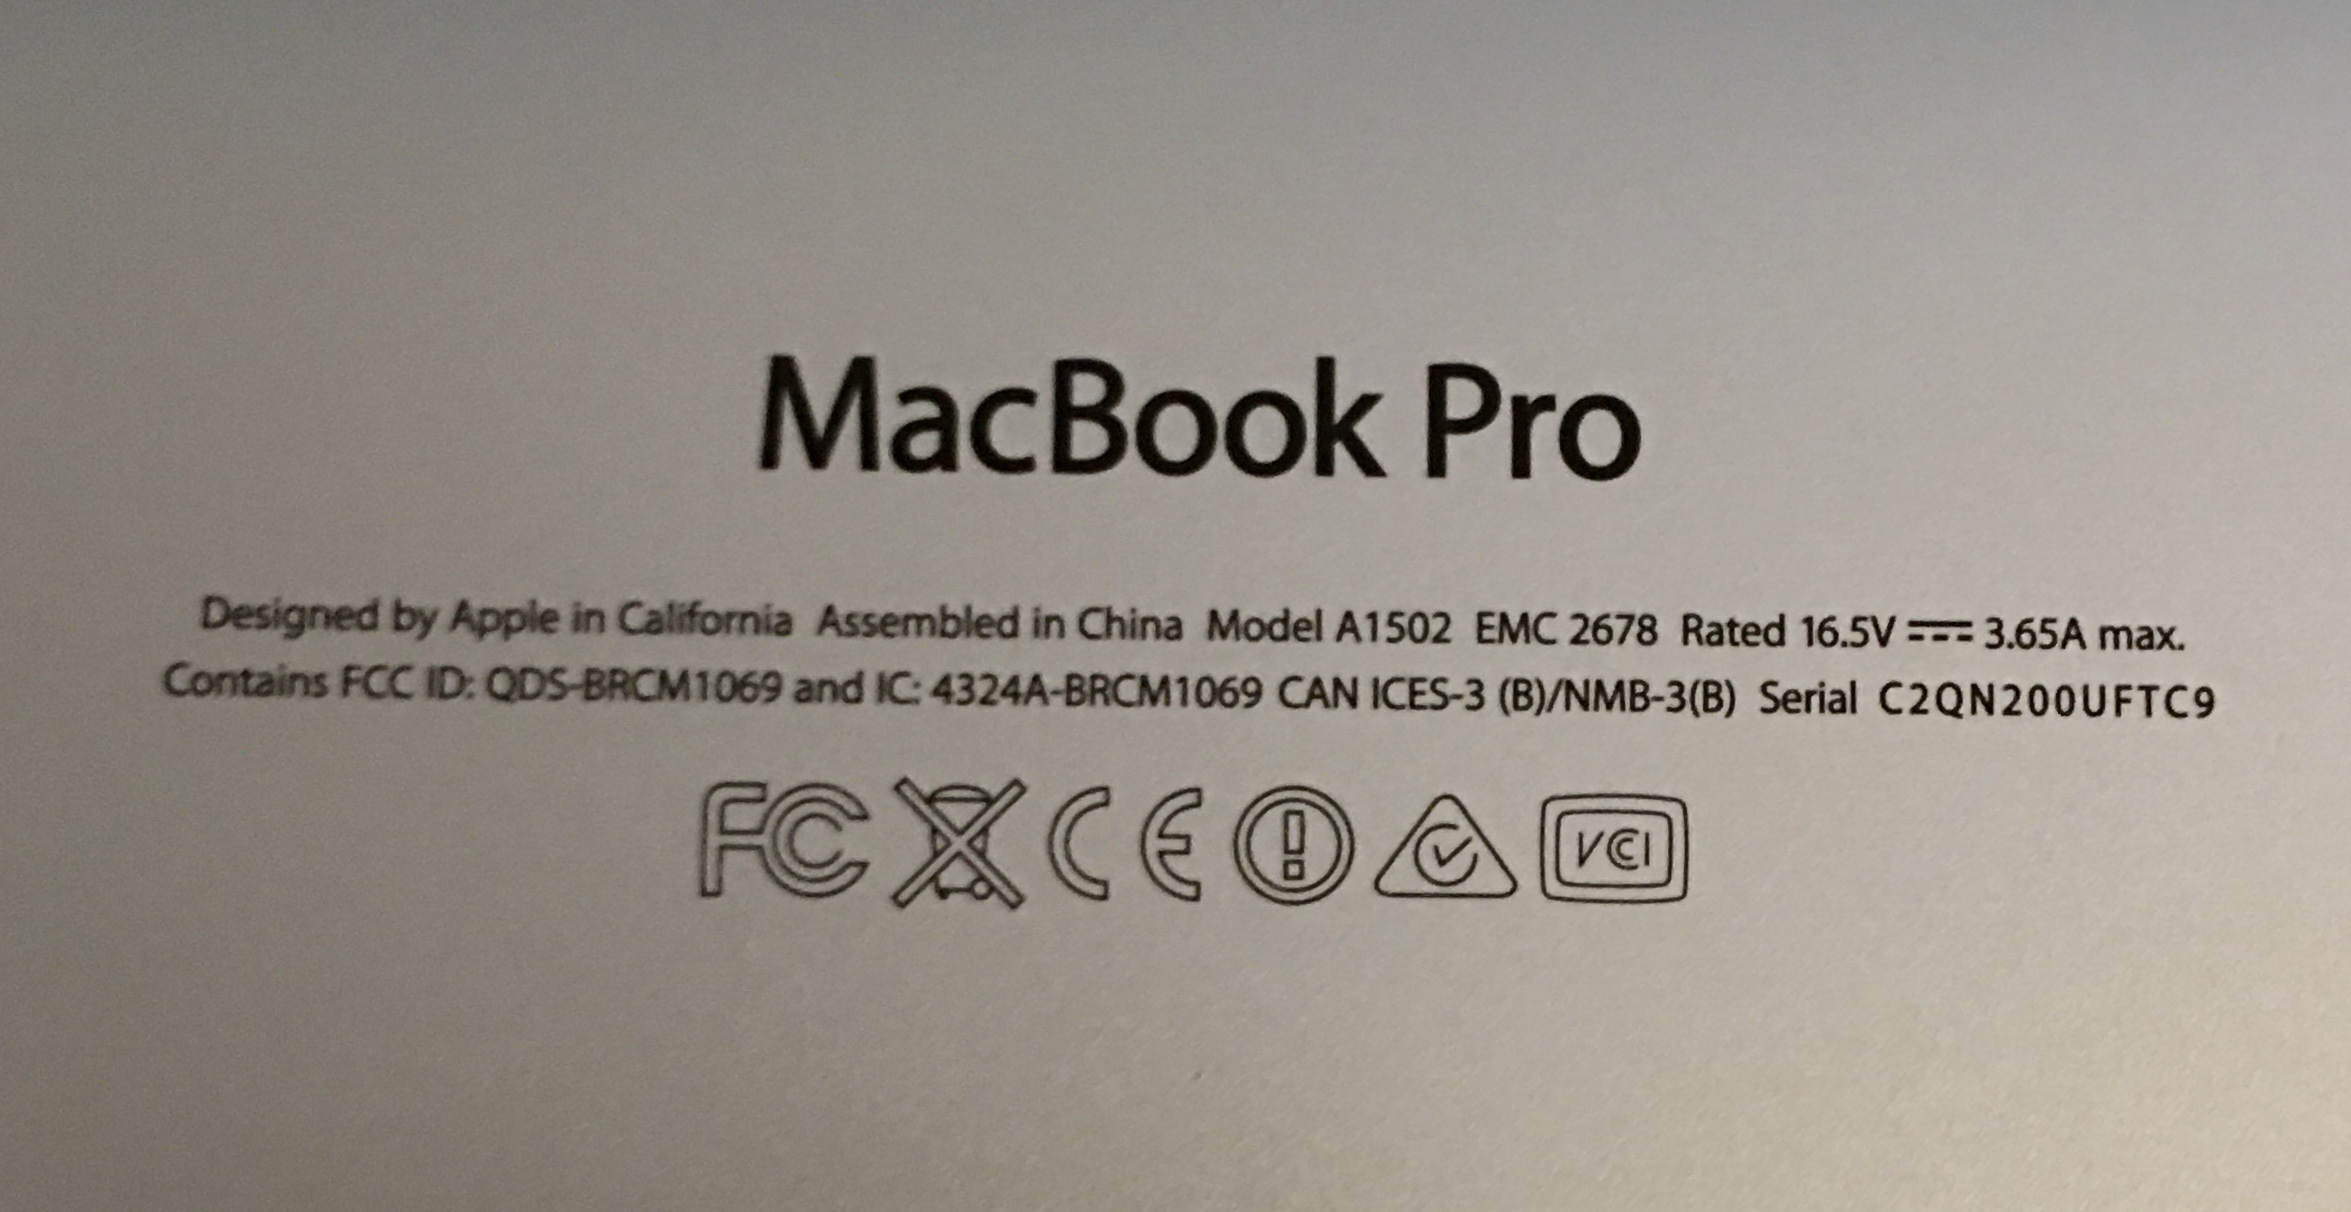 MacBook Pro
Designed by Apple in California Assembled in China Model A1502 EMC 2678 Rated 16.5V ⎓ 3.65A max.
Contains FCC ID: QDS-BRCM1069 and IC: 4324A-BRCM1069 CAN ICES-3 (B)/NMB-3(B) Serial C2QN200UFTC9
FC CE ! VCI